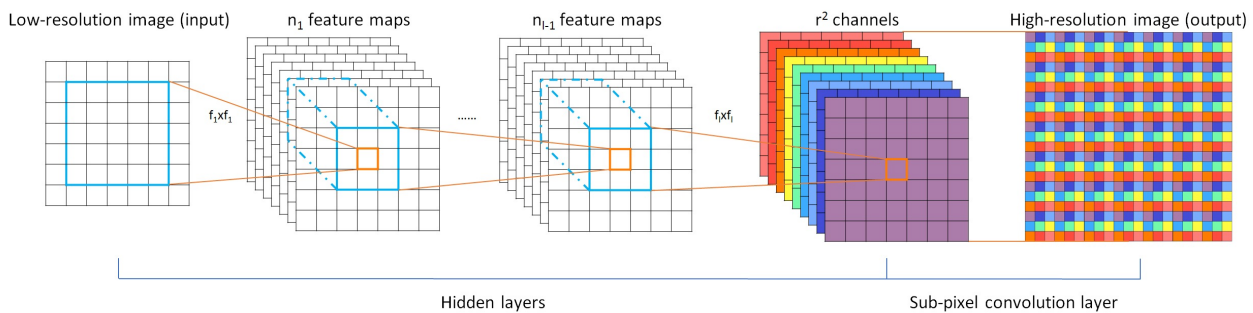 Low-resolution image (input)
n₁ feature maps
nₗ₋₁ feature maps
r² channels
High-resolution image (output)
f₁xf₁
......
fₗxfₗ
Hidden layers
Sub-pixel convolution layer